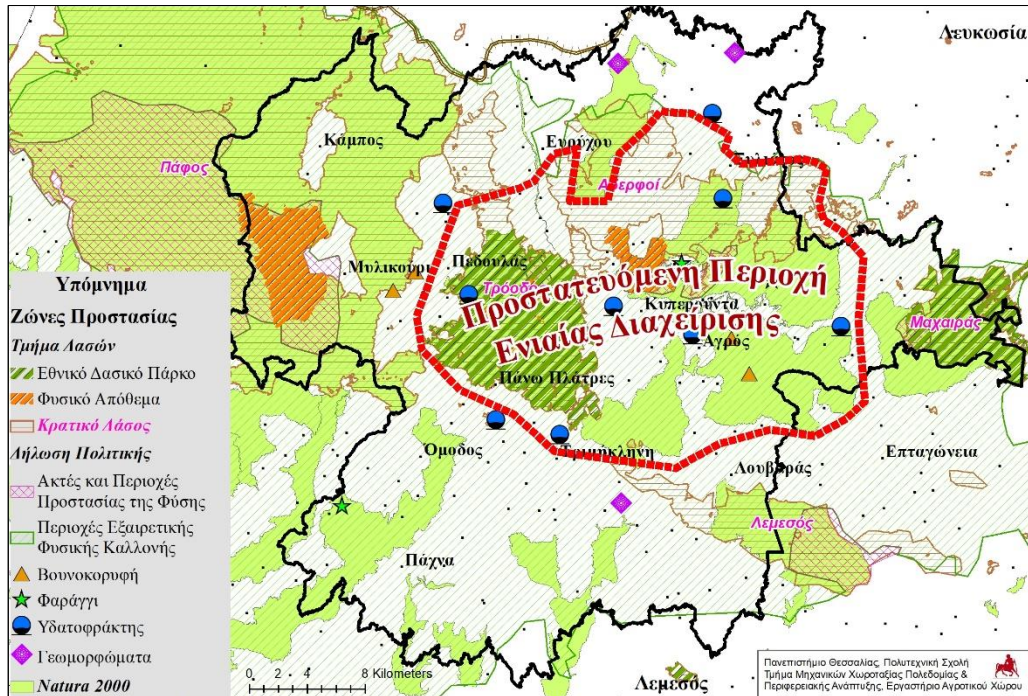 Λευκωσία
Κάμπος
Ευρύχου
Πάφος
Αδερφοί
Μυλικούρι
Πεδουλάς
Τρόοδο
Προστατευόμενη Περιοχή
Ενιαίας Διαχείρισης
Κυπερούντα
Αγρός
Μαχαιράς
Πάνω Πλάτρες
Όμοδος
Τριμήκληνη
Λουβαράς
Επταγώνεια
Λεμεσός
Πάχνα
Λεμεσός
Υπόμνημα
Ζώνες Προστασίας
Τμήμα Δασών
Εθνικό Δασικό Πάρκο
Φυσικό Απόθεμα
Κρατικό Δάσος
Δήλωση Πολιτικής
Ακτές και Περιοχές
Προστασίας της Φύσης
Περιοχές Εξαιρετικής
Φυσικής Καλλονής
Βουνοκορυφή
Φαράγγι
Υδατοφράκτης
Γεωμορφώματα
Natura 2000
0 2 4 8 Kilometers
Πανεπιστήμιο Θεσσαλίας, Πολυτεχνική Σχολή
Τμήμα Μηχανικών Χωροταξίας Πολεοδομίας &
Περιφερειακής Ανάπτυξης, Εργαστήριο Αγροτικού Χώρου